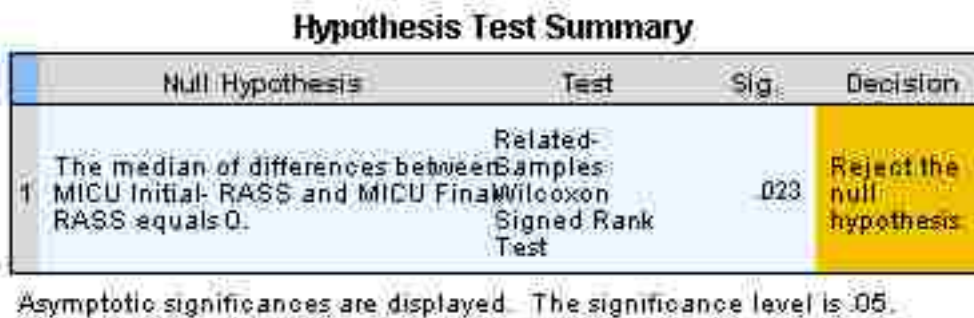 Hypothesis Test Summary
Null Hypothesis Test Sig. Decision
1
The median of differences between
MICU Initial- RASS and MICU Final
RASS equals 0.
Related-
Samples
Wilcoxon
Signed Rank
Test
.023
Reject the
null
hypothesis.
Asymptotic significances are displayed. The significance level is .05.